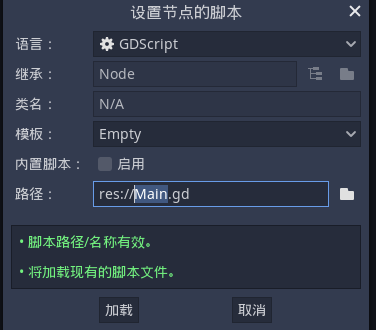 设置节点的脚本
语言：
GDScript
继承：
Node
类名：
N/A
模板：
Empty
内置脚本：
启用
路径：
res://Main.gd
• 脚本路径/名称有效。
• 将加载现有的脚本文件。
加载
取消